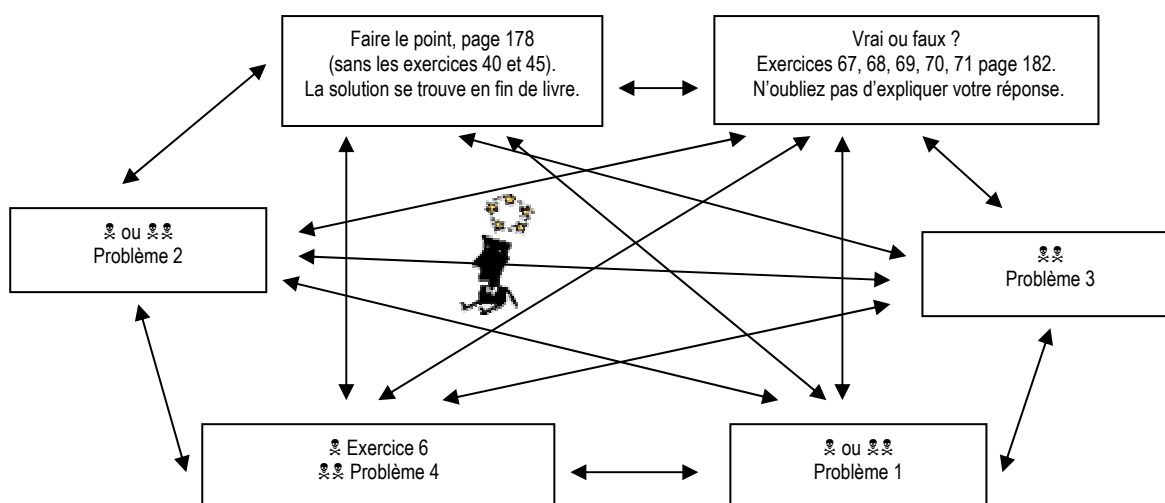 Faire le point, page 178
(sans les exercices 40 et 45).
La solution se trouve en fin de livre.
Vrai ou faux ?
Exercices 67, 68, 69, 70, 71 page 182.
N'oubliez pas d'expliquer votre réponse.
☠ ou ☠☠
Problème 2
☠☠
Problème 3
☠ Exercice 6
☠☠ Problème 4
☠ ou ☠☠
Problème 1